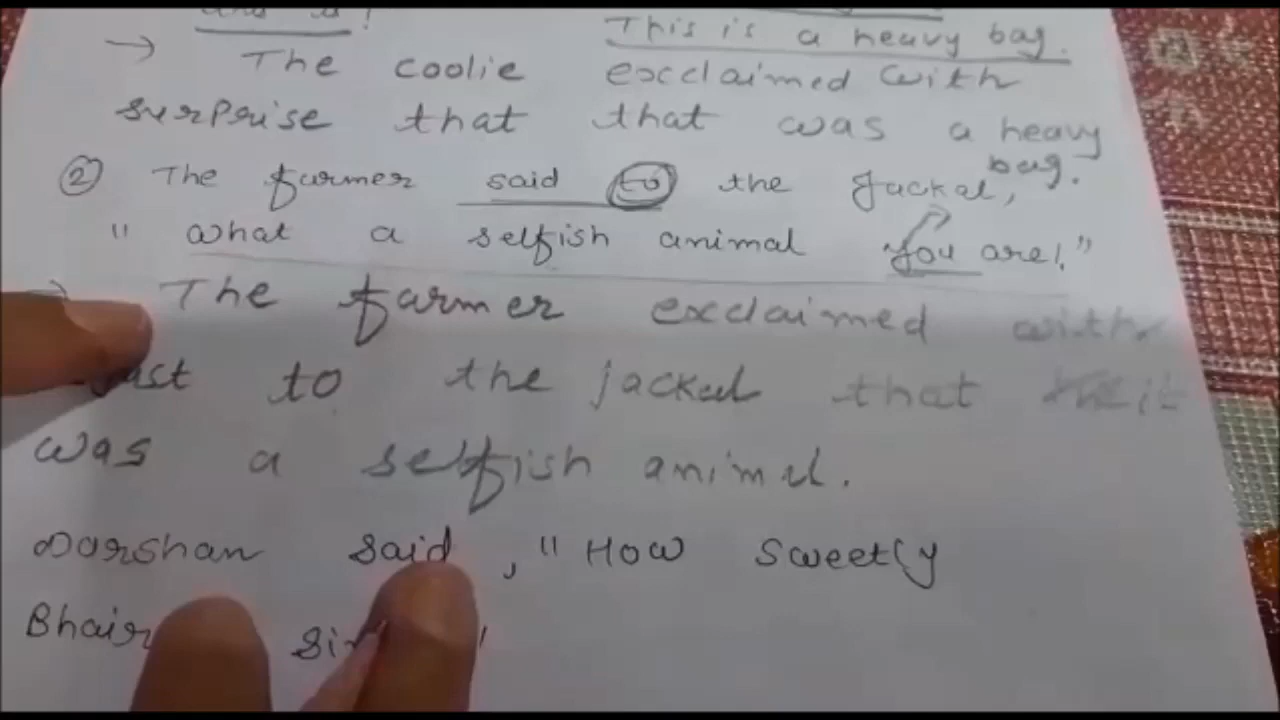 This is a heavy bag.
→ The coolie exclaimed with
surprise that that was a heavy
bag.
② The farmer said to the Jackal,
" what a selfish animal you are!"
The farmer exclaimed with
to the jackal that it
was a selfish animal.
Darshan said, "How sweetly